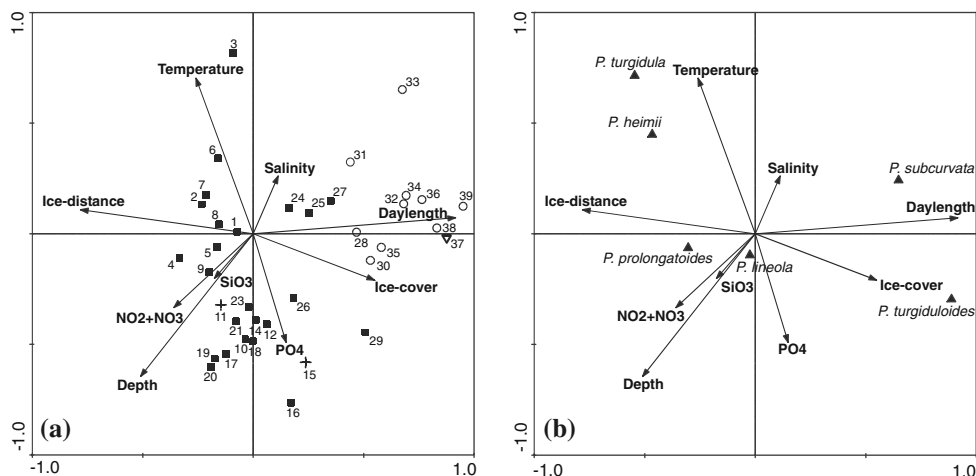 1.0
3
Temperature
33
6
31
Salinity
7
2
24
25
27
34
32
36
39
Ice-distance
Daylength
8
1
28
38
37
5
35
4
9
30
SiO3
Ice-cover
NO2+NO3
11
23
26
21
14
12
29
10
18
PO4
19
17
15
20
Depth
16
(a)
-1.0
-1.0
1.0
1.0
P. turgidula
Temperature
P. heimii
Salinity
P. subcurvata
Ice-distance
Daylength
P. prolongatoides
P. lineola
SiO3
Ice-cover
NO2+NO3
P. turgiduloides
PO4
Depth
(b)
-1.0
-1.0
1.0